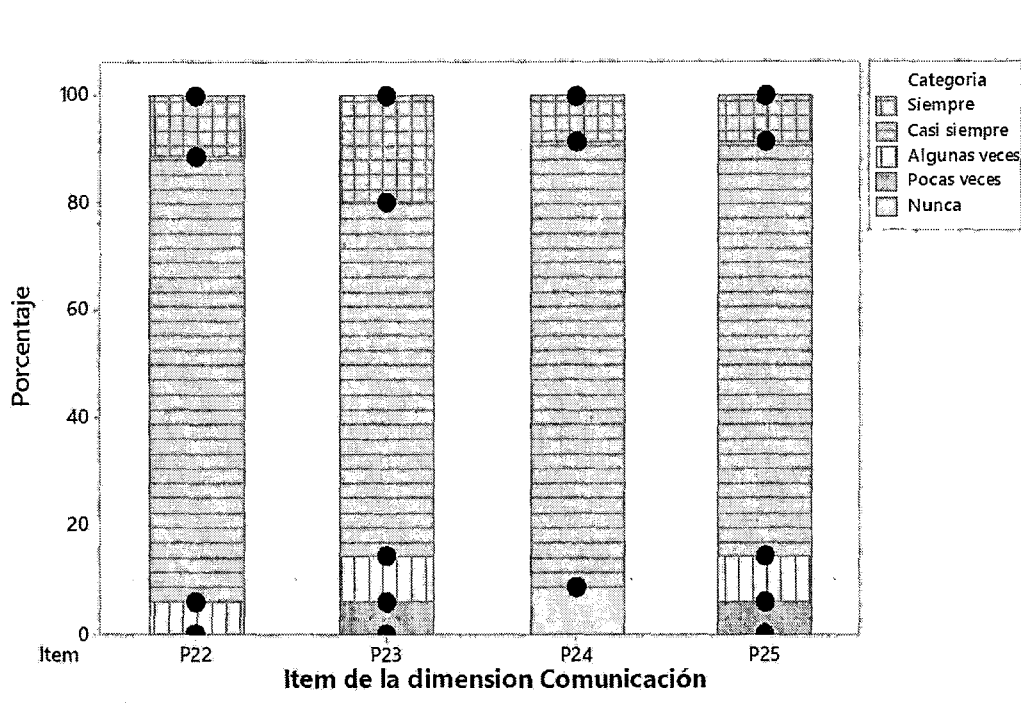 Categoria
Siempre
Casi siempre
Algunas veces
Pocas veces
Nunca
Porcentaje
100
80
60
40
20
0
Item P22 P23 P24 P25
Item de la dimension Comunicación